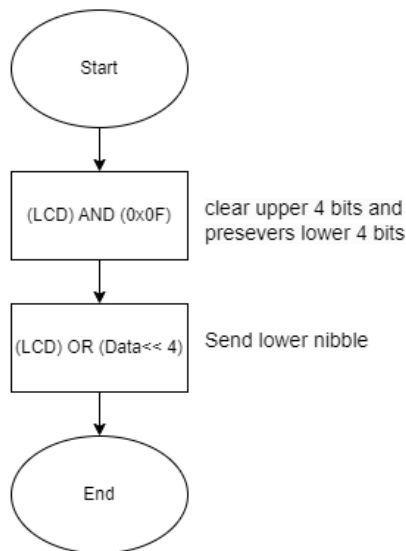 Start
(LCD) AND (0x0F)
clear upper 4 bits and
presevers lower 4 bits
(LCD) OR (Data<< 4)
Send lower nibble
End